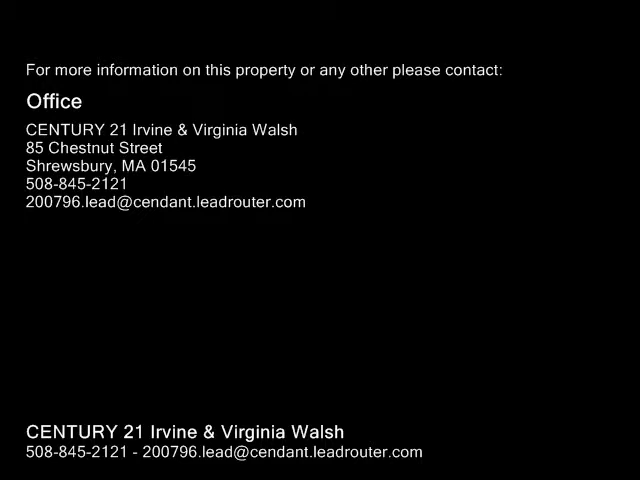 For more information on this property or any other please contact:
Office
CENTURY 21 Irvine & Virginia Walsh
85 Chestnut Street
Shrewsbury, MA 01545
508-845-2121
200796.lead@cendant.leadrouter.com
CENTURY 21 Irvine & Virginia Walsh
508-845-2121 - 200796.lead@cendant.leadrouter.com